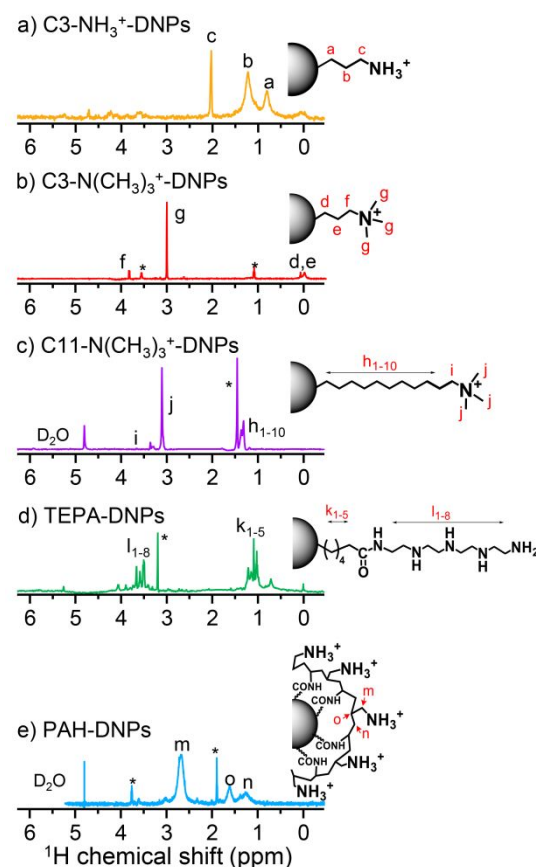 a) C3-NH₃⁺-DNPs
c
b
a
a
b
c
NH₃⁺
6 5 4 3 2 1 0
b) C3-N(CH₃)₃⁺-DNPs
g
f
*
*
d,e
d
e
f
N⁺
g
g
g
6 5 4 3 2 1 0
c) C11-N(CH₃)₃⁺-DNPs
D₂O
i
j
*
h₁₋₁₀
h₁₋₁₀
i
N⁺
j
j
j
6 5 4 3 2 1 0
d) TEPA-DNPs
l₁₋₈
*
k₁₋₅
k₁₋₅
l₁₋₈
4
O
H
N
N
H
H
N
N
H
NH₂
6 5 4 3 2 1 0
e) PAH-DNPs
D₂O
*
m
*
o
n
NH₃⁺
NH₃⁺
CONH
CONH
CONH
CONH
m
o
n
NH₃⁺
NH₃⁺
NH₃⁺
6 5 4 3 2 1 0
¹H chemical shift (ppm)